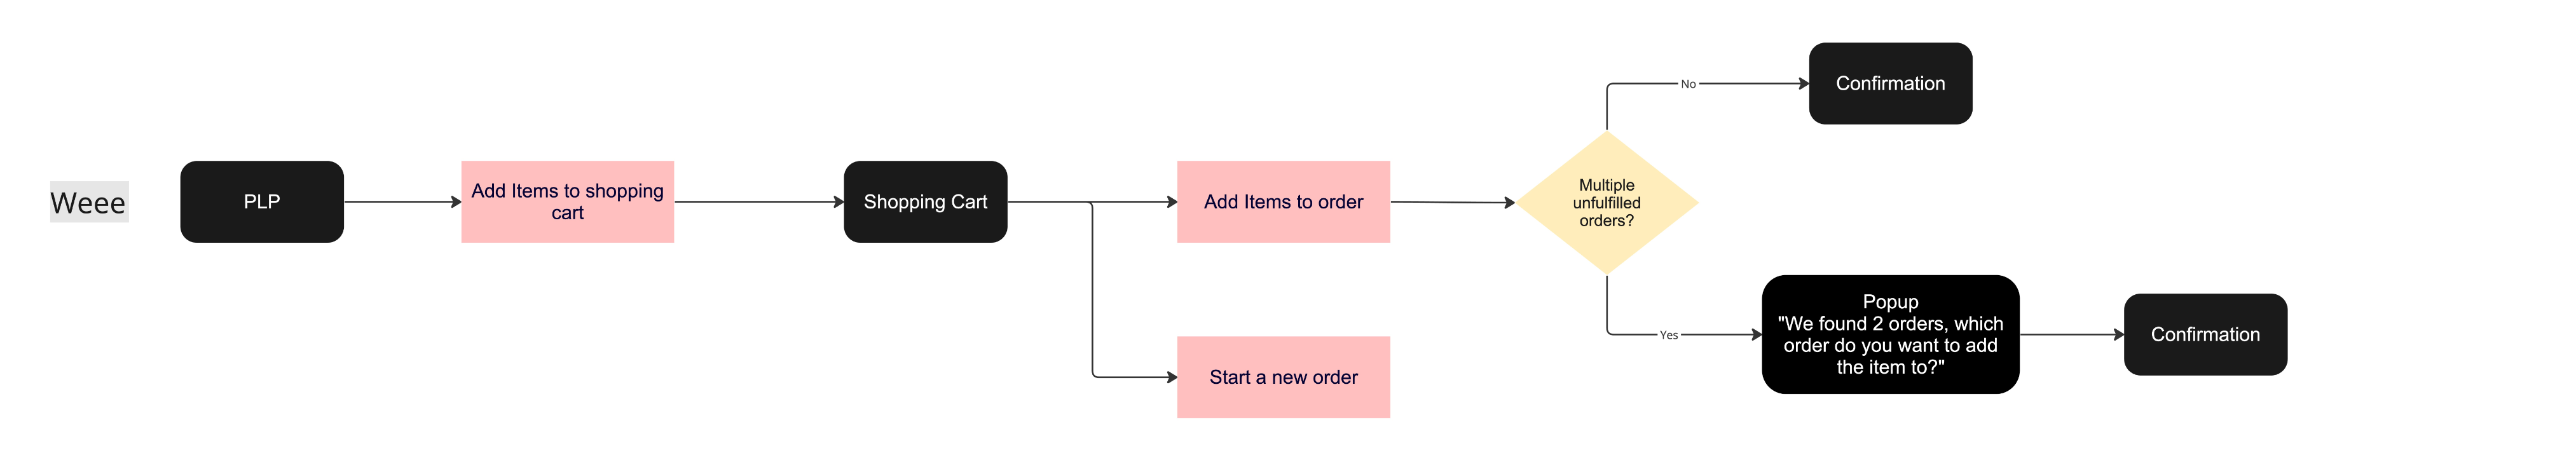 Weee
PLP
Add Items to shopping
cart
Shopping Cart
Add Items to order
Start a new order
Multiple
unfulfilled
orders?
No
Confirmation
Yes
Popup
"We found 2 orders, which
order do you want to add
the item to?"
Confirmation